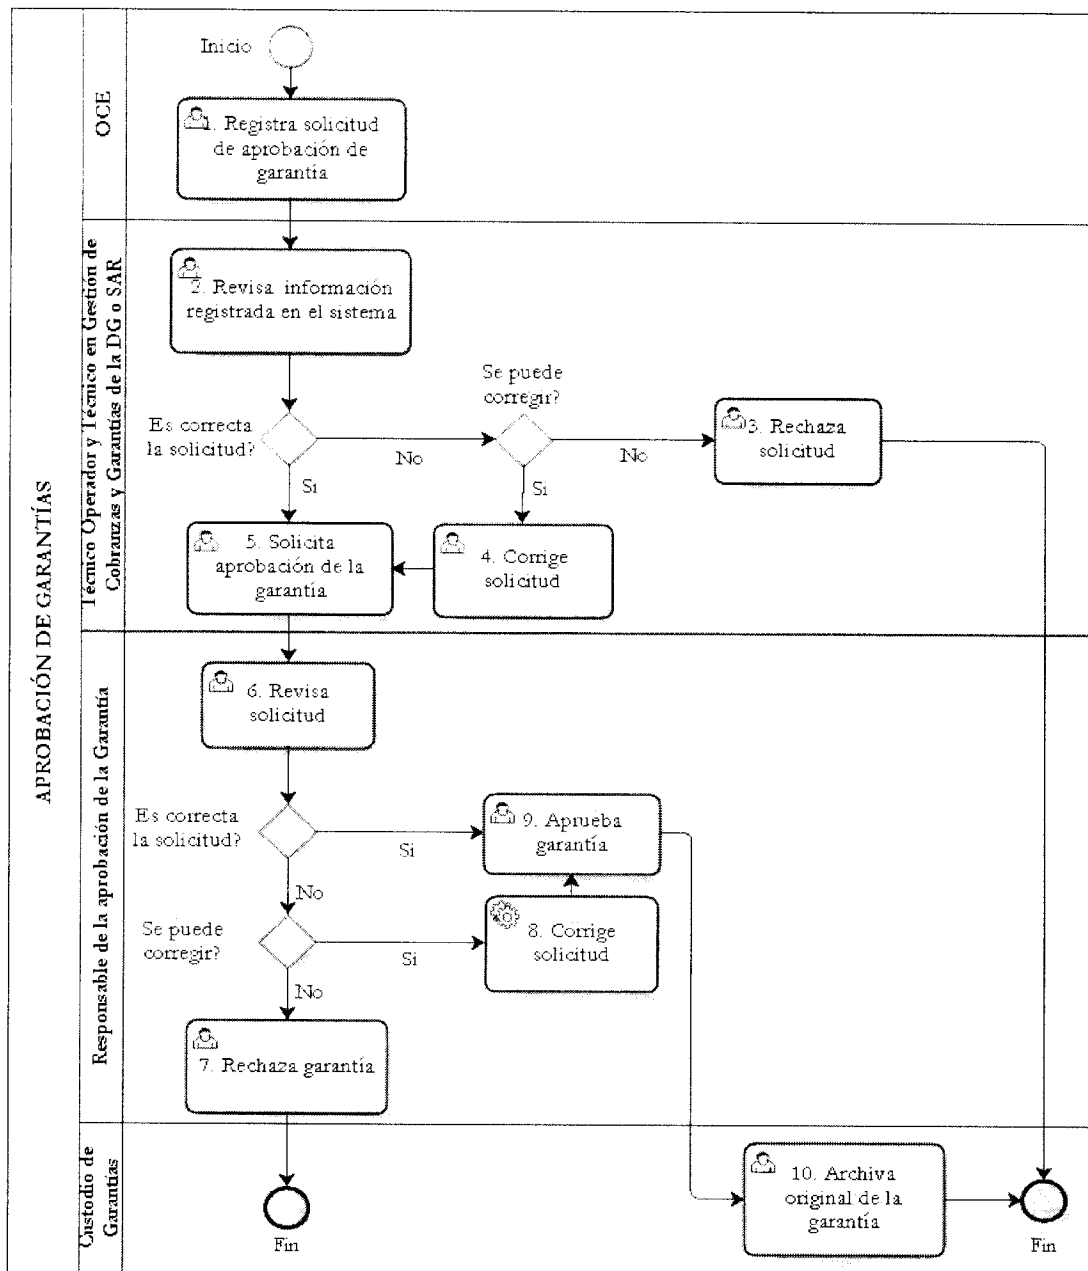 APROBACIÓN DE GARANTÍAS
OCE
Inicio
1. Registra solicitud
de aprobación de
garantía
Técnico Operador y Técnico en Gestión de
Cobranzas y Garantías de la DG o SAR
2. Revisa información
registrada en el sistema
Es correcta
la solicitud?
No
Si
Se puede
corregir?
No
Si
3. Rechaza
solicitud
4. Corrige
solicitud
5. Solicita
aprobación de la
garantía
Responsable de la aprobación de la Garantía
6. Revisa
solicitud
Es correcta
la solicitud?
Si
No
9. Aprueba
garantía
Se puede
corregir?
Si
No
8. Corrige
solicitud
7. Rechaza garantía
Custodio de
Garantías
Fin
10. Archiva
original de la
garantía
Fin